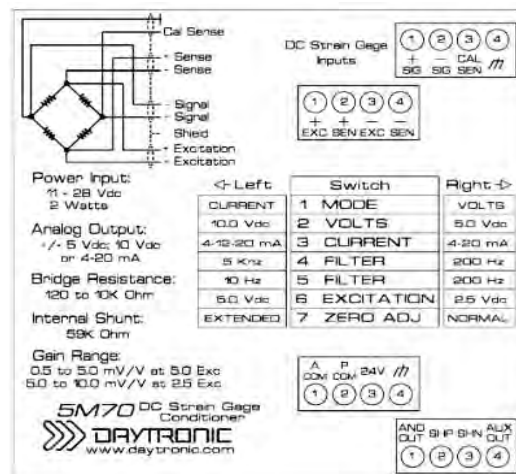 Cal Sense
+ Sense
- Sense
+ Signal
- Signal
- Shield
+ Excitation
- Excitation
DC Strain Gage
Inputs
1 2 3 4
+ SIG - SIG CAL SEN
1 2 3 4
+ EXC + SEN - EXC - SEN
Power Input:
11 - 28 Vdc
2 Watts
Analog Output:
+/- 5 Vdc; 10 Vdc
or 4-20 mA
Bridge Resistance:
120 to 10K Ohm
Internal Shunt:
59K Ohm
Gain Range:
0.5 to 5.0 mV/V at 5.0 Exc
5.0 to 10.0 mV/V at 2.5 Exc
Left Switch Right
CURRENT 1 MODE VOLTS
10.0 Vdc 2 VOLTS 5.0 Vdc
4-12-20 mA 3 CURRENT 4-20 mA
5 KHz 4 FILTER 200 Hz
10 Hz 5 FILTER 200 Hz
5.0 Vdc 6 EXCITATION 2.5 Vdc
EXTENDED 7 ZERO ADJ NORMAL
A COM P COM 24V
1 2 3 4
5M70 DC Strain Gage
Conditioner
DAYTRONIC
www.daytronic.com
AND OUT SHP SHN AUX OUT
1 2 3 4